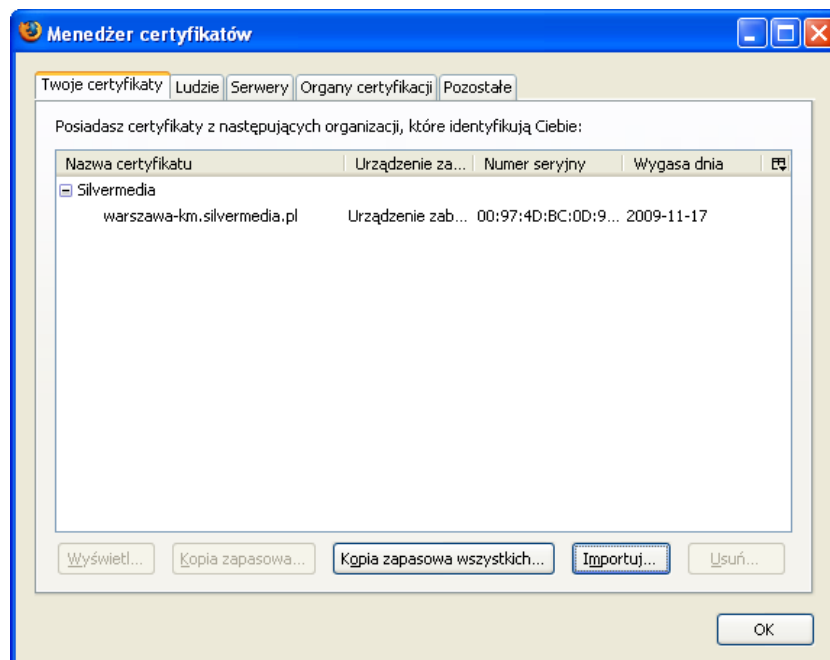 Menedżer certyfikatów
Twoje certyfikaty Ludzie Serwery Organy certyfikacji Pozostałe
Posiadasz certyfikaty z następujących organizacji, które identyfikują Ciebie:
Nazwa certyfikatu Urządzenie za... Numer seryjny Wygasa dnia
Silvermedia
warszawa-km.silvermedia.pl Urządzenie zab... 00:97:4D:BC:0D:9... 2009-11-17
Wyświetl... Kopia zapasowa... Kopia zapasowa wszystkich... Importuj... Usuń...
OK